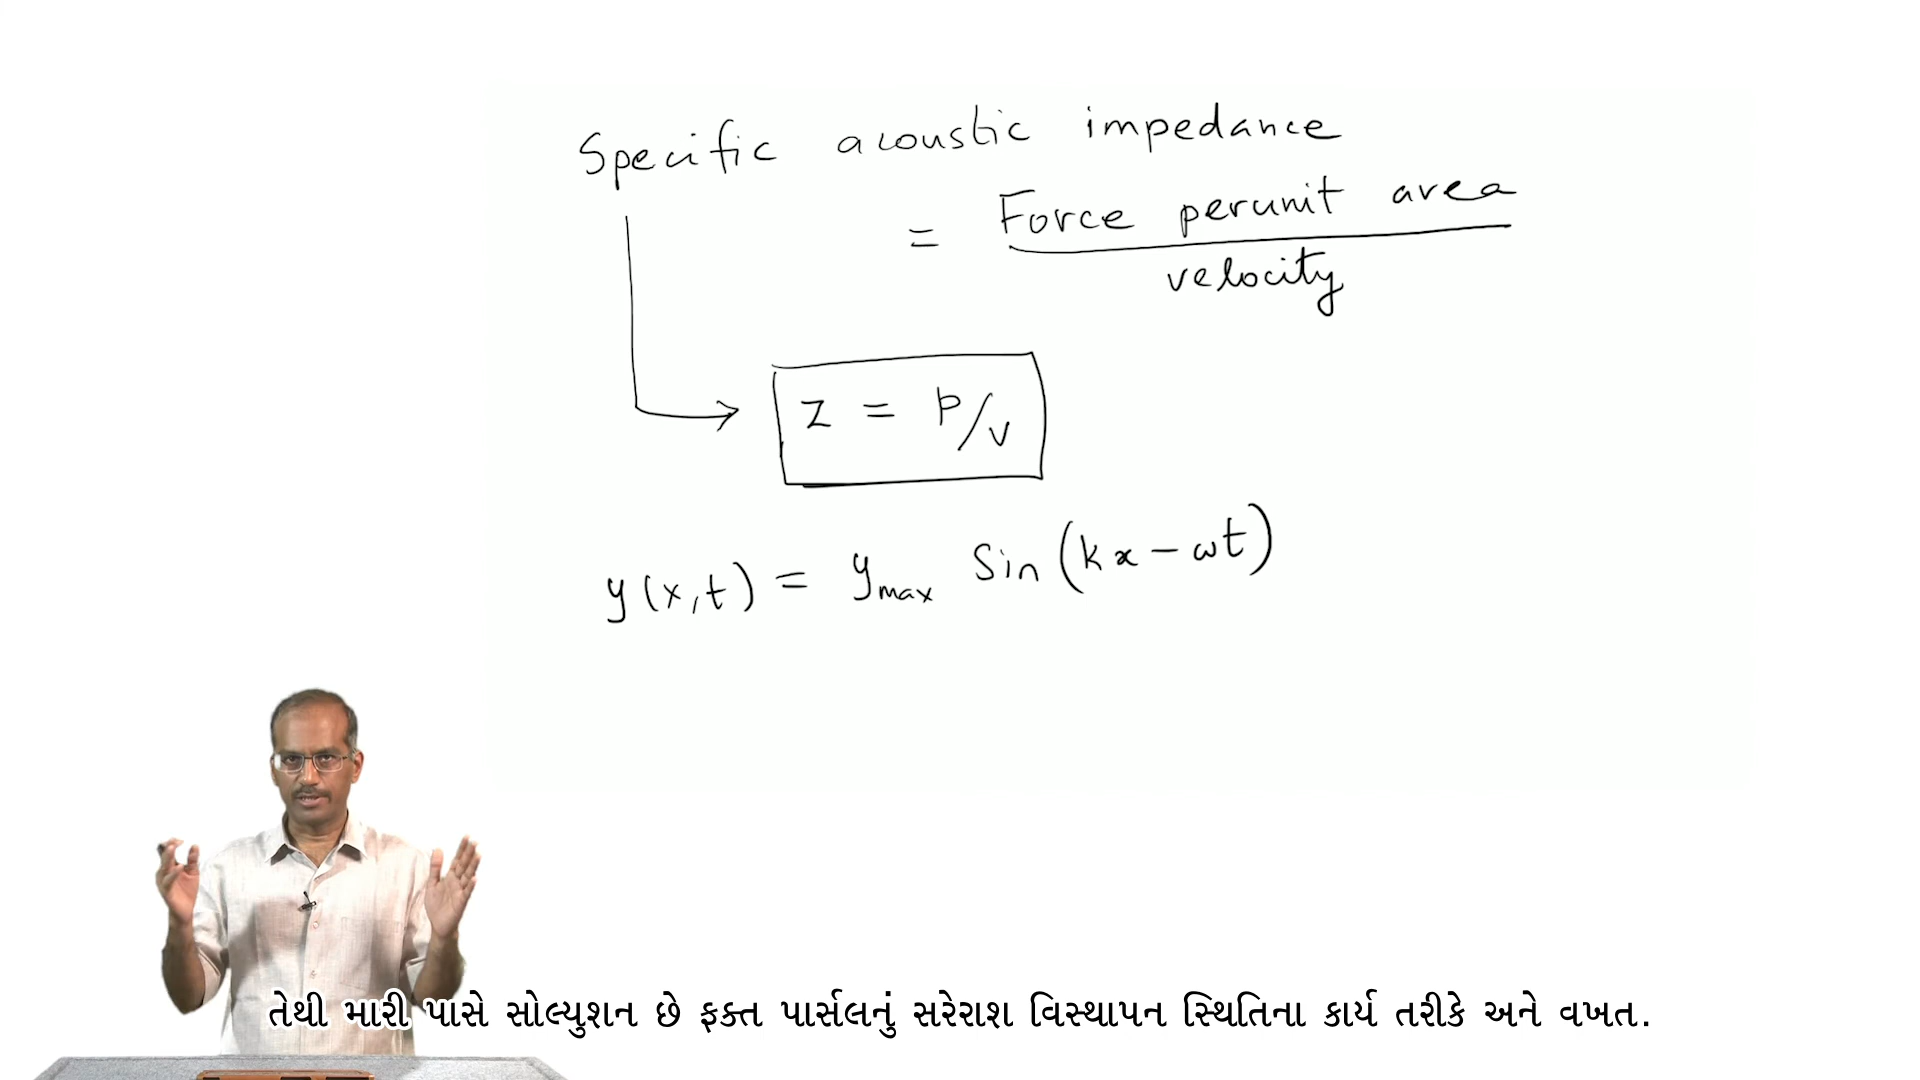 Specific acoustic impedance
= Force per unit area / velocity
z = p/v
y(x,t) = y_max Sin(kx - ωt)
તેથી મારી પાસે સોલ્યુશન છે ફક્ત પાર્સલનું સરેરાશ વિસ્થાપન સ્થિતિના કાર્ય તરીકે અને વખત.